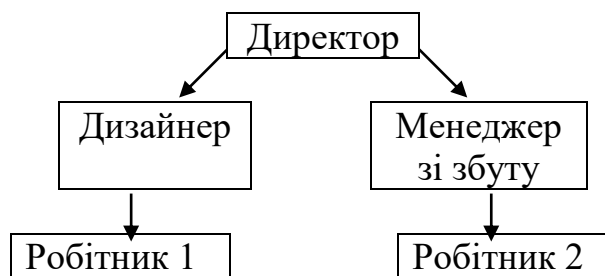 Директор
Дизайнер
Менеджер
зі збуту
Робітник 1
Робітник 2